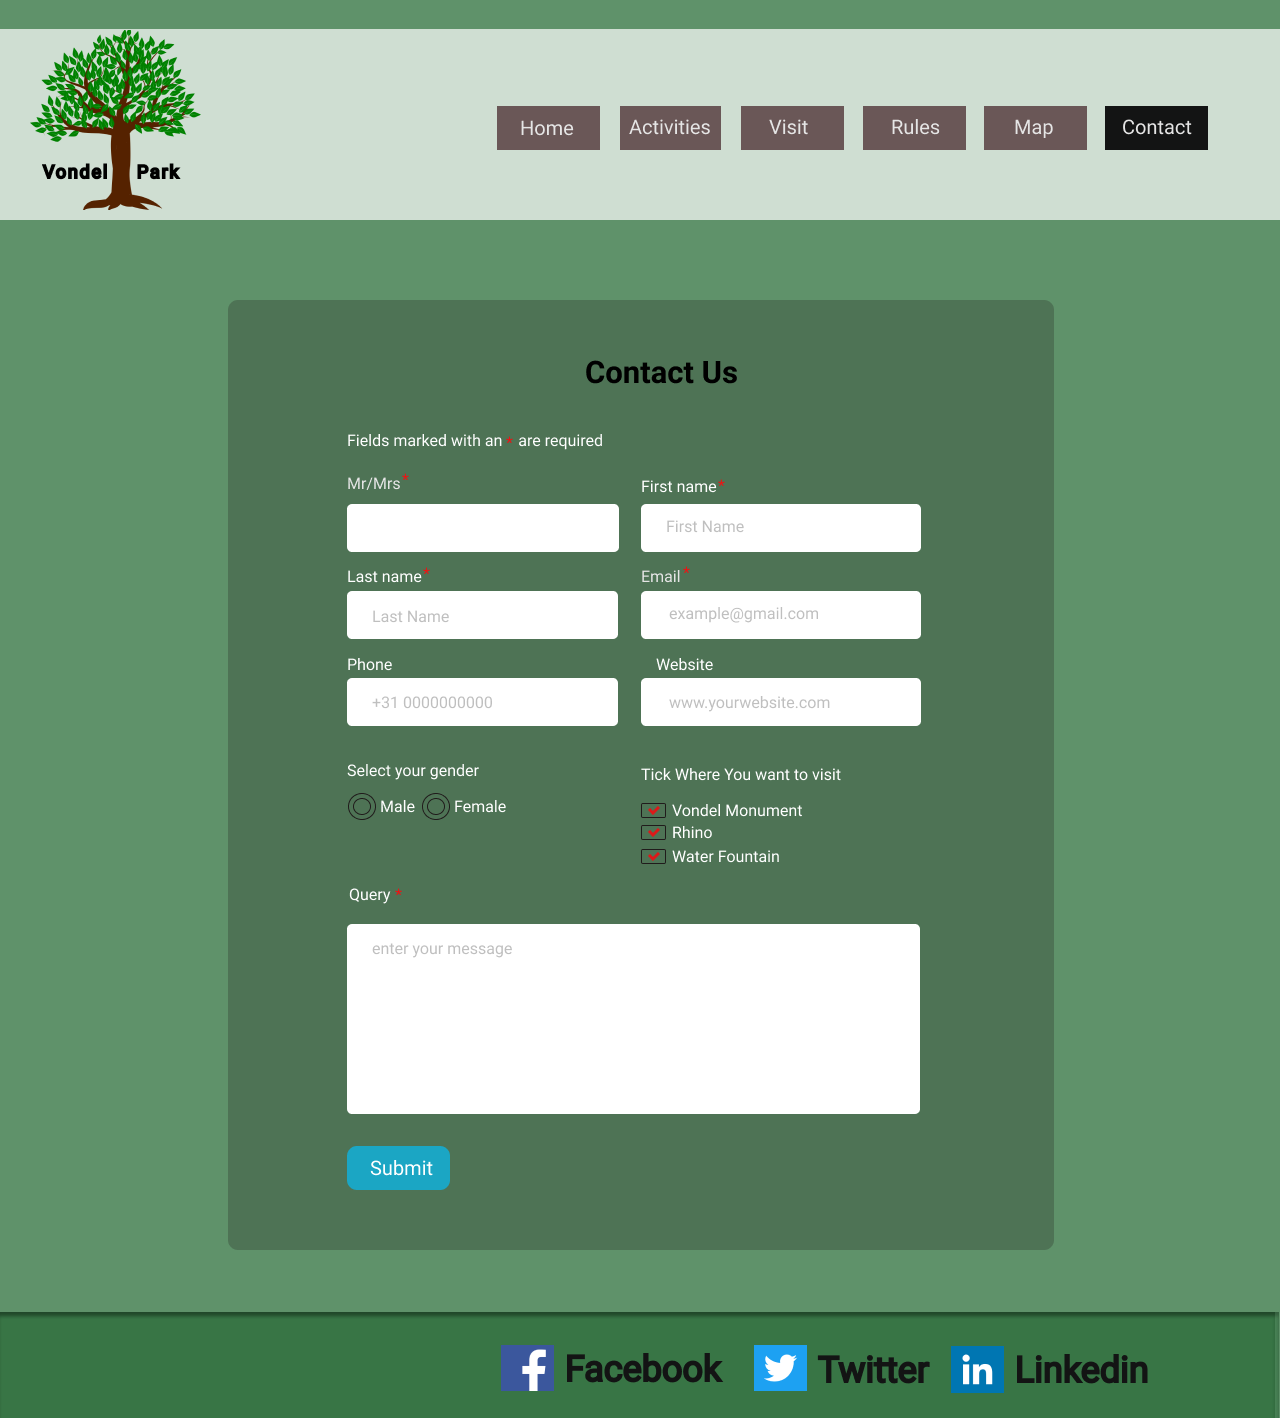 Vondel Park
Home Activities Visit Rules Map Contact
Contact Us
Fields marked with an * are required
Mr/Mrs* First name*
First Name
Last name* Email *
Last Name example@gmail.com
Phone Website
+31 0000000000 www.yourwebsite.com
Select your gender Tick Where You want to visit
Male Female Vondel Monument
Rhino
Water Fountain
Query *
enter your message
Submit
Facebook Twitter in Linkedin